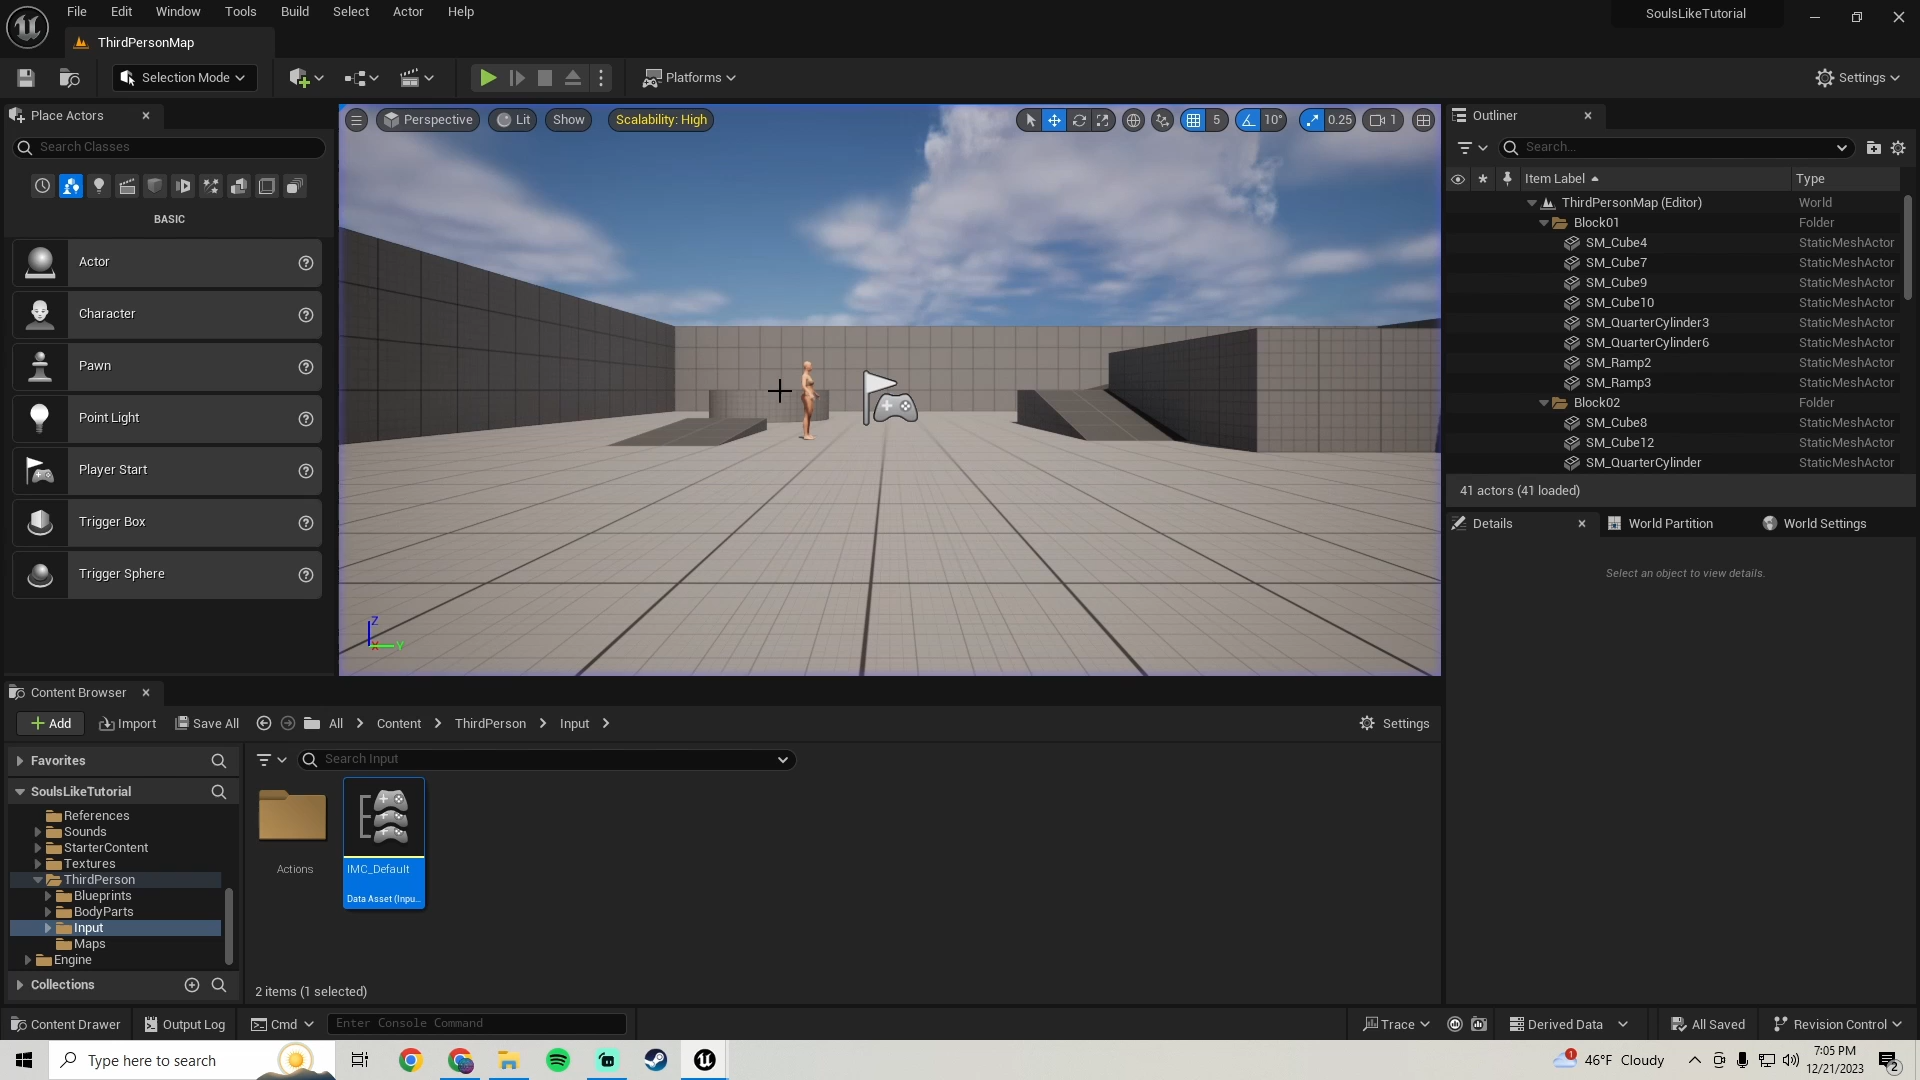 File Edit Window Tools Build Select Actor Help
SoulsLikeTutorial
ThirdPersonMap
Selection Mode
Platforms
Settings
Place Actors
Search Classes
BASIC
Actor
Character
Pawn
Point Light
Player Start
Trigger Box
Trigger Sphere
Perspective Lit Show Scalability: High
5 10° 0.25 1
Z
Y
Outliner
Search...
Item Label Type
ThirdPersonMap (Editor) World
Block01 Folder
SM_Cube4 StaticMeshActor
SM_Cube7 StaticMeshActor
SM_Cube9 StaticMeshActor
SM_Cube10 StaticMeshActor
SM_QuarterCylinder3 StaticMeshActor
SM_QuarterCylinder6 StaticMeshActor
SM_Ramp2 StaticMeshActor
SM_Ramp3 StaticMeshActor
Block02 Folder
SM_Cube8 StaticMeshActor
SM_Cube12 StaticMeshActor
SM_QuarterCylinder StaticMeshActor
41 actors (41 loaded)
Details World Partition World Settings
Select an object to view details.
Content Browser
Add Import Save All All Content ThirdPerson Input Settings
Favorites
SoulsLikeTutorial
References
Sounds
StarterContent
Textures
ThirdPerson
Blueprints
BodyParts
Input
Maps
Engine
Collections
Search Input
Actions
IMC_Default
Data Asset (Inpu...
2 items (1 selected)
Content Drawer Output Log Cmd Enter Console Command
Trace Derived Data All Saved Revision Control
Type here to search
1 46°F Cloudy
7:05 PM
12/21/2023
2